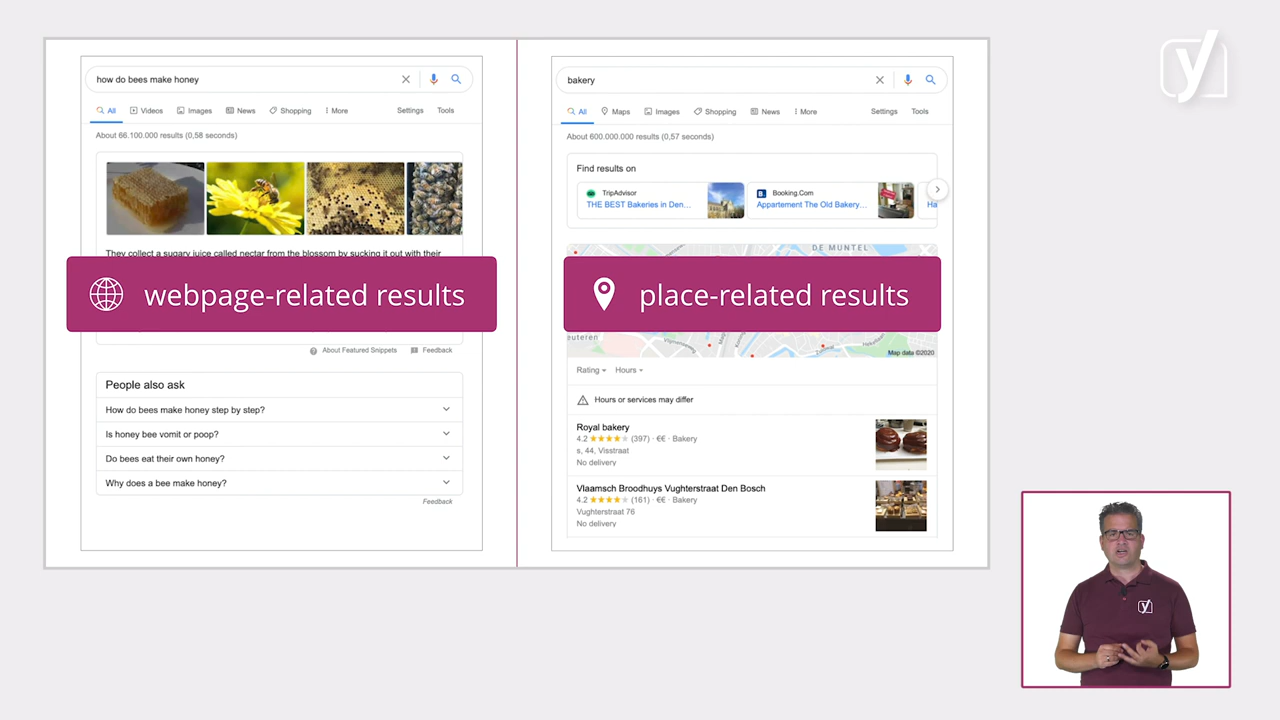 how do bees make honey
All Videos Images News Shopping More Settings Tools
About 66.100.000 results (0,58 seconds)
They collect a sugary juice called nectar from the blossom by sucking it out with their
webpage-related results
About Featured Snippets Feedback
People also ask
How do bees make honey step by step?
Is honey bee vomit or poop?
Do bees eat their own honey?
Why does a bee make honey?
Feedback
bakery
All Maps Images Shopping News More Settings Tools
About 600.000.000 results (0,57 seconds)
Find results on
TripAdvisor
THE BEST Bakeries in Den...
Booking.Com
Appartement The Old Bakery...
Ha
DE MUNTEL
place-related results
euteren
Map data ©2020
Rating Hours
Hours or services may differ
Royal bakery
4.2 ★★★★★ (397) · €€ · Bakery
s, 44, Visstraat
No delivery
Vlaamsch Broodhuys Vughterstraat Den Bosch
4.2 ★★★★★ (161) · €€ · Bakery
Vughterstraat 76
No delivery
y
y